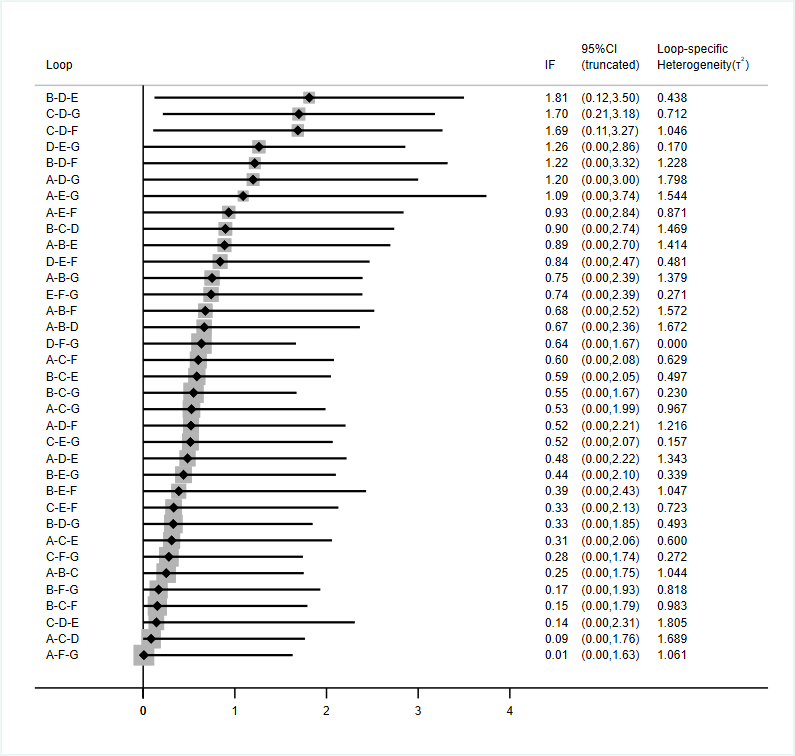 95%CI Loop-specific
Loop IF (truncated) Heterogeneity(τ²)
B-D-E 1.81 (0.12,3.50) 0.438
C-D-G 1.70 (0.21,3.18) 0.712
C-D-F 1.69 (0.11,3.27) 1.046
D-E-G 1.26 (0.00,2.86) 0.170
B-D-F 1.22 (0.00,3.32) 1.228
A-D-G 1.20 (0.00,3.00) 1.798
A-E-G 1.09 (0.00,3.74) 1.544
A-E-F 0.93 (0.00,2.84) 0.871
B-C-D 0.90 (0.00,2.74) 1.469
A-B-E 0.89 (0.00,2.70) 1.414
D-E-F 0.84 (0.00,2.47) 0.481
A-B-G 0.75 (0.00,2.39) 1.379
E-F-G 0.74 (0.00,2.39) 0.271
A-B-F 0.68 (0.00,2.52) 1.572
A-B-D 0.67 (0.00,2.36) 1.672
D-F-G 0.64 (0.00,1.67) 0.000
A-C-F 0.60 (0.00,2.08) 0.629
B-C-E 0.59 (0.00,2.05) 0.497
B-C-G 0.55 (0.00,1.67) 0.230
A-C-G 0.53 (0.00,1.99) 0.967
A-D-F 0.52 (0.00,2.21) 1.216
C-E-G 0.52 (0.00,2.07) 0.157
A-D-E 0.48 (0.00,2.22) 1.343
B-E-G 0.44 (0.00,2.10) 0.339
B-E-F 0.39 (0.00,2.43) 1.047
C-E-F 0.33 (0.00,2.13) 0.723
B-D-G 0.33 (0.00,1.85) 0.493
A-C-E 0.31 (0.00,2.06) 0.600
C-F-G 0.28 (0.00,1.74) 0.272
A-B-C 0.25 (0.00,1.75) 1.044
B-F-G 0.17 (0.00,1.93) 0.818
B-C-F 0.15 (0.00,1.79) 0.983
C-D-E 0.14 (0.00,2.31) 1.805
A-C-D 0.09 (0.00,1.76) 1.689
A-F-G 0.01 (0.00,1.63) 1.061
0 1 2 3 4